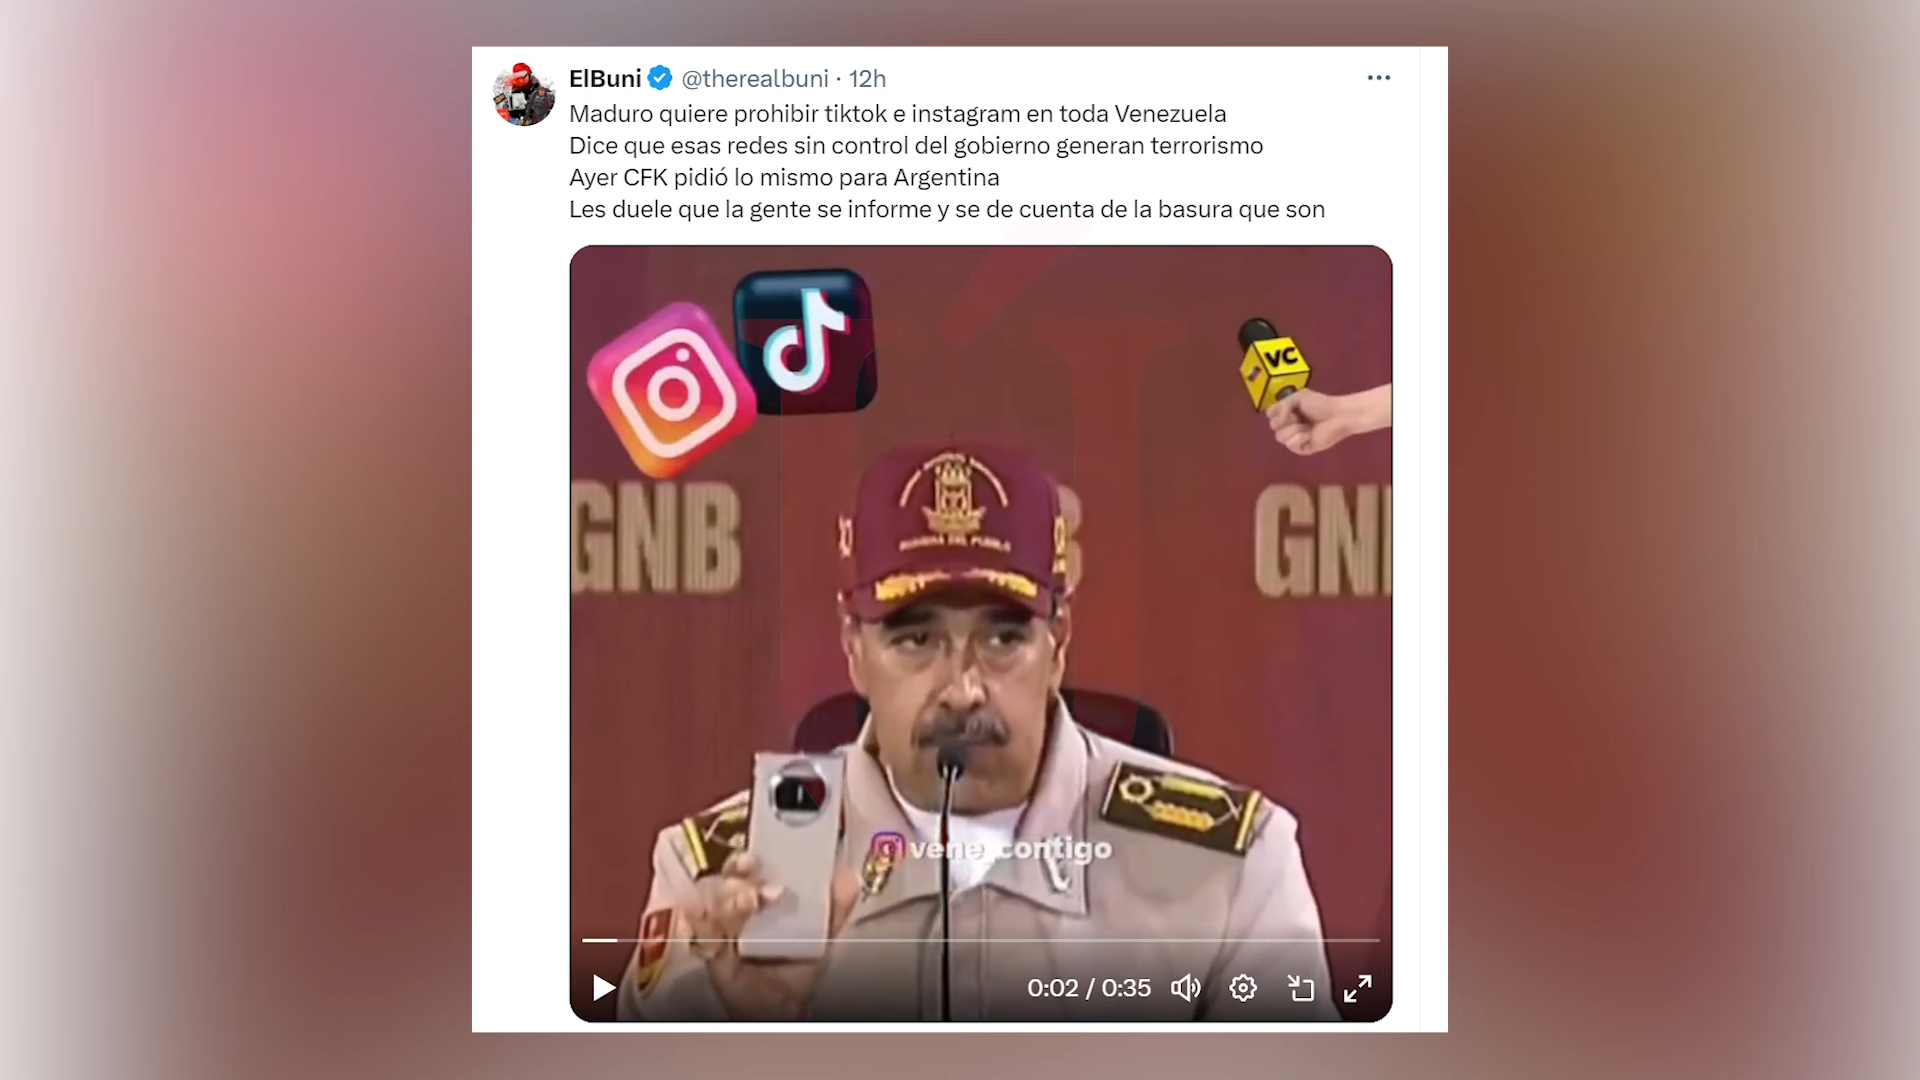 ElBuni @therealbuni · 12h
Maduro quiere prohibir tiktok e instagram en toda Venezuela
Dice que esas redes sin control del gobierno generan terrorismo
Ayer CFK pidió lo mismo para Argentina
Les duele que la gente se informe y se de cuenta de la basura que son
VC
GNB
GN
vene_contigo
0:02 / 0:35